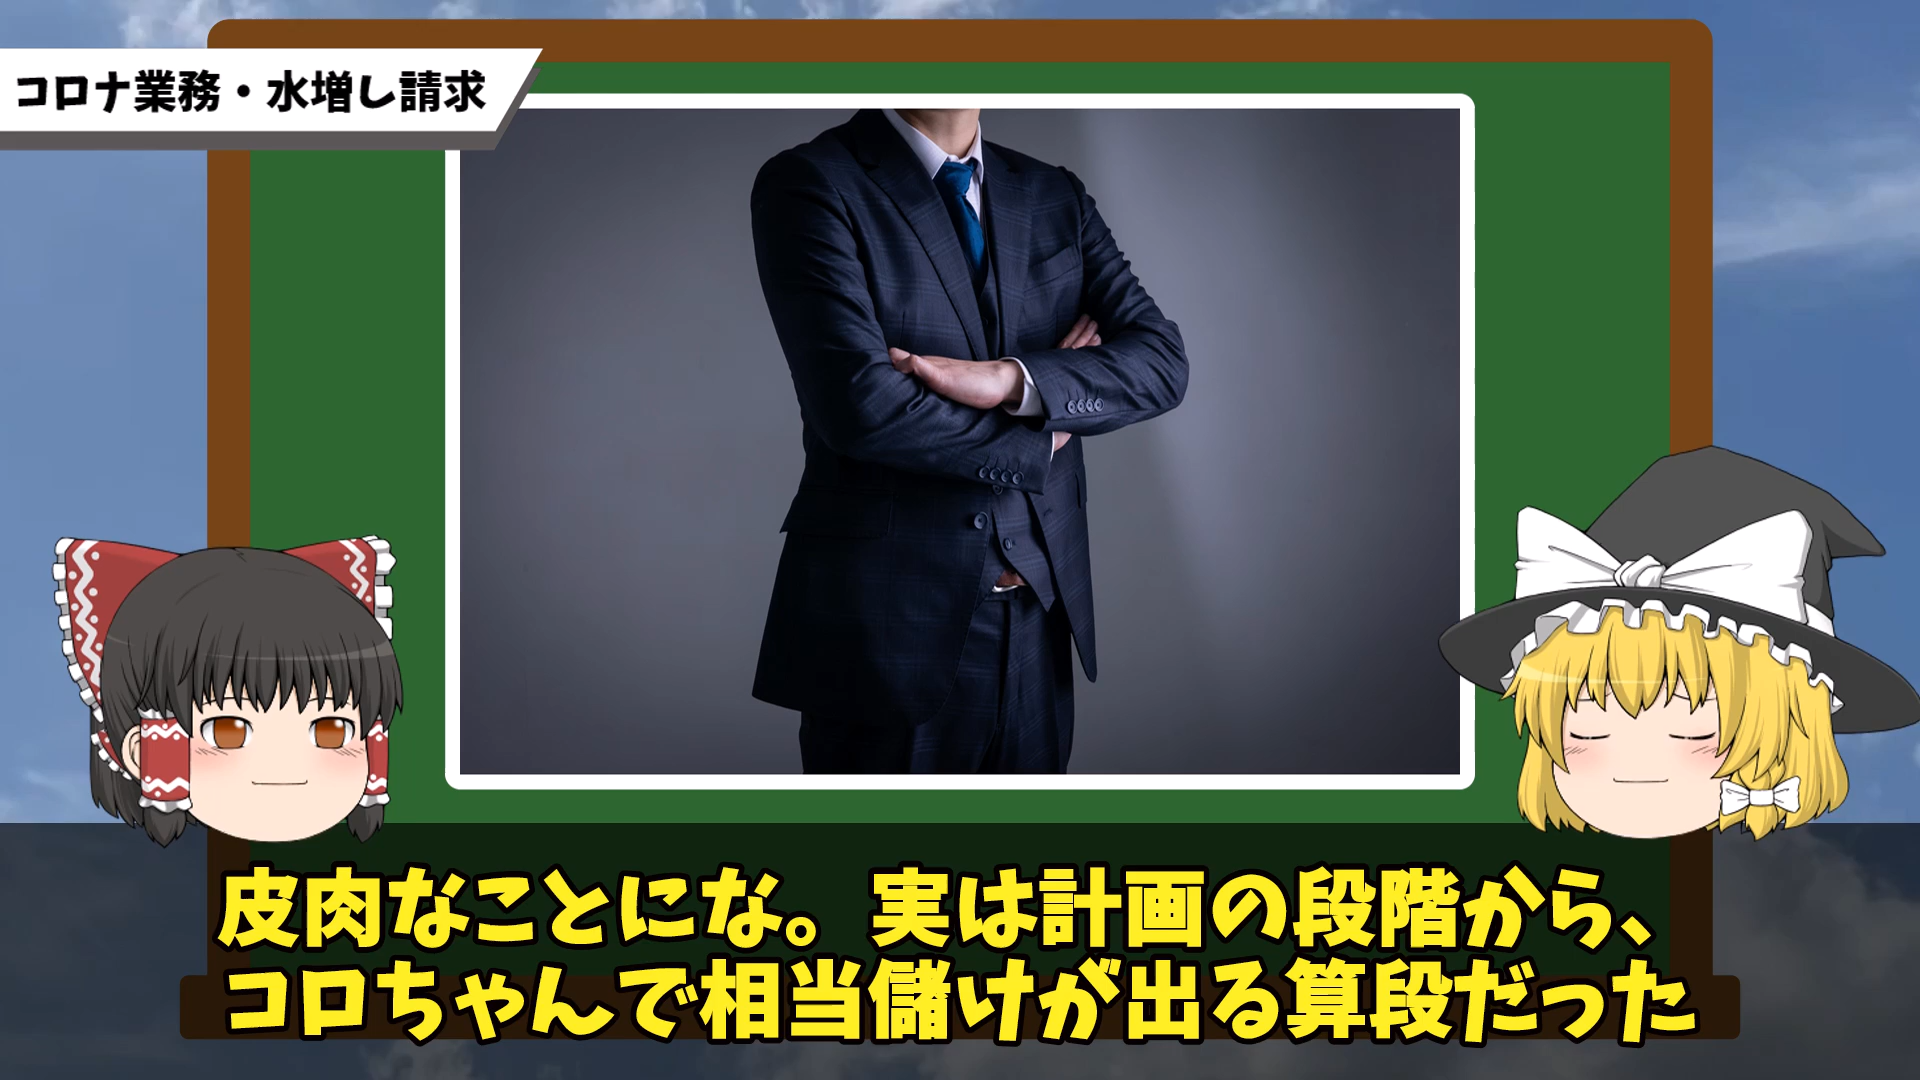 コロナ業務・水増し請求
皮肉なことにな。実は計画の段階から、
コロちゃんで相当儲けが出る算段だった